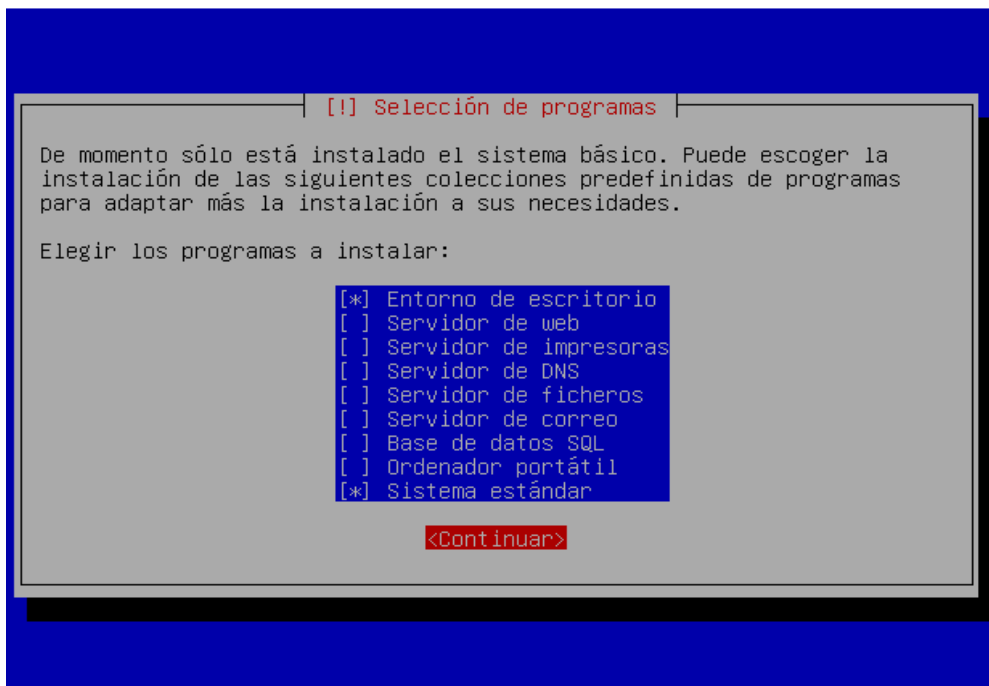 [!] Selección de programas
De momento sólo está instalado el sistema básico. Puede escoger la
instalación de las siguientes colecciones predefinidas de programas
para adaptar más la instalación a sus necesidades.
Elegir los programas a instalar:
[*] Entorno de escritorio
[ ] Servidor de web
[ ] Servidor de impresoras
[ ] Servidor de DNS
[ ] Servidor de ficheros
[ ] Servidor de correo
[ ] Base de datos SQL
[ ] Ordenador portátil
[*] Sistema estándar
<Continuar>